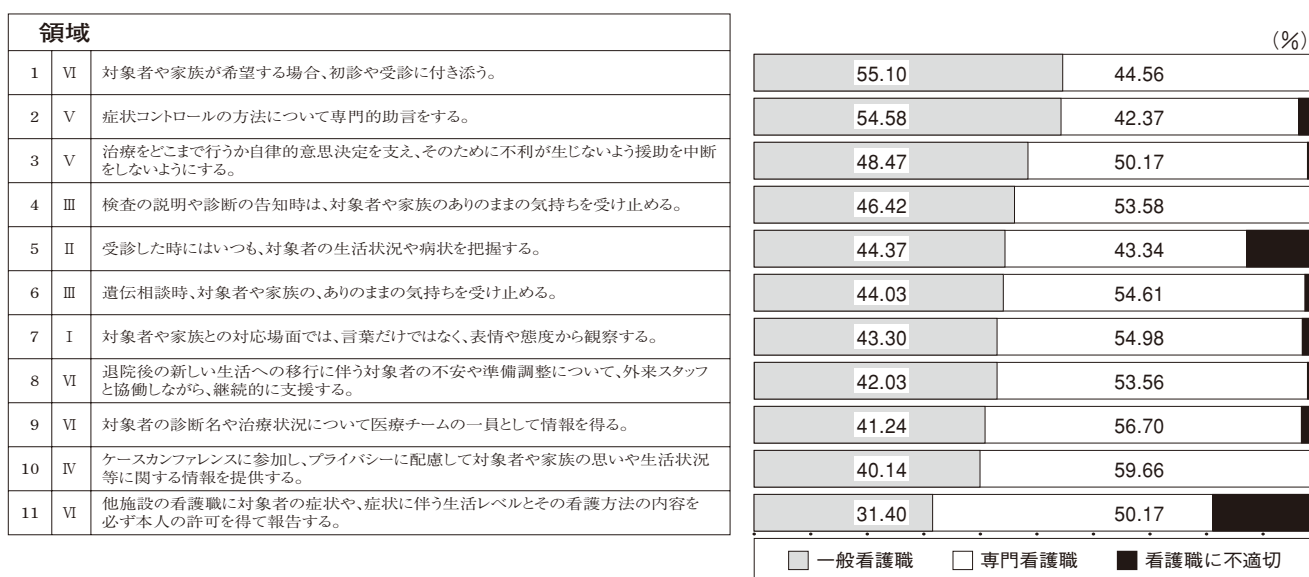 領域
(%)
1 Ⅵ 対象者や家族が希望する場合、初診や受診に付き添う。 55.10 44.56
2 Ⅴ 症状コントロールの方法について専門的助言をする。 54.58 42.37
3 Ⅴ 治療をどこまで行うか自律的意思決定を支え、そのために不利が生じないよう援助を中断
をしないようにする。 48.47 50.17
4 Ⅲ 検査の説明や診断の告知時は、対象者や家族のありのままの気持ちを受け止める。 46.42 53.58
5 Ⅱ 受診した時にはいつも、対象者の生活状況や病状を把握する。 44.37 43.34
6 Ⅲ 遺伝相談時、対象者や家族の、ありのままの気持ちを受け止める。 44.03 54.61
7 Ⅰ 対象者や家族との対応場面では、言葉だけではなく、表情や態度から観察する。 43.30 54.98
8 Ⅵ 退院後の新しい生活への移行に伴う対象者の不安や準備調整について、外来スタッフ
と協働しながら、継続的に支援する。 42.03 53.56
9 Ⅵ 対象者の診断名や治療状況について医療チームの一員として情報を得る。 41.24 56.70
10 Ⅳ ケースカンファレンスに参加し、プライバシーに配慮して対象者や家族の思いや生活状況
等に関する情報を提供する。 40.14 59.66
11 Ⅵ 他施設の看護職に対象者の症状や、症状に伴う生活レベルとその看護方法の内容を
必ず本人の許可を得て報告する。 31.40 50.17
一般看護職 専門看護職 看護職に不適切